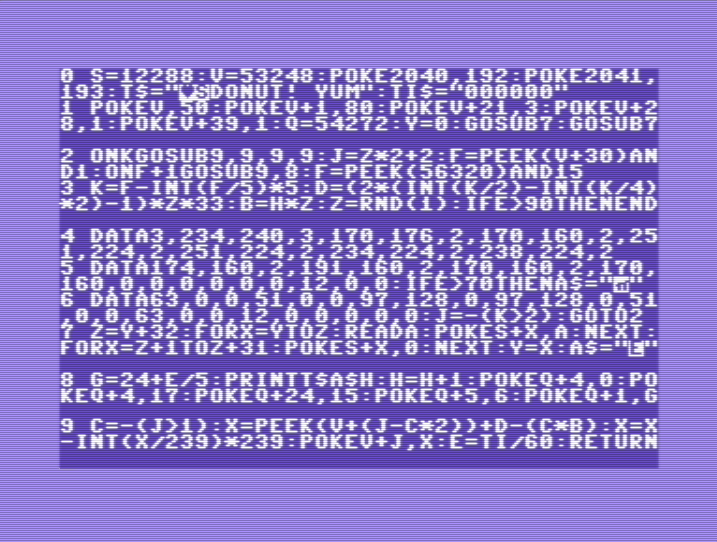 0 S=12288:V=53248:POKE2040,192:POKE2041,
193:T$="♥SDONUT! YUM":TI$="000000"
1 POKEV,50:POKEV+1,80:POKEV+21,3:POKEV+2
8,1:POKEV+39,1:Q=54272:Y=0:GOSUB7:GOSUB7
2 ONKGOSUB9,9,9,9:J=Z*2+2:F=PEEK(V+30)AN
D1:ONF+1GOSUB9,8:F=PEEK(56320)AND15
3 K=F-INT(F/5)*5:D=(2*(INT(K/2)-INT(K/4)
*2)-1)*Z*33:B=H*Z:Z=RND(1):IFE>90THENEND
4 DATA3,234,240,3,170,176,2,170,160,2,25
1,224,2,251,224,2,234,224,2,238,224,2
5 DATA174,160,2,191,160,2,170,160,2,170,
160,0,0,0,0,0,0,12,0,0:IFE>70THENA$=""
6 DATA63,0,0,51,0,0,97,128,0,97,128,0,51
,0,0,63,0,0,12,0,0,0,0,0:J=-(K>2):GOTO2
7 Z=Y+32:FORX=YTOZ:READA:POKES+X,A:NEXT:
FORX=Z+1TOZ+31:POKES+X,0:NEXT:Y=X:A$="E"
8 G=24+E/5:PRINTT$A$H:H=H+1:POKEQ+4,0:PO
KEQ+4,17:POKEQ+24,15:POKEQ+5,6:POKEQ+1,G
9 C=-(J>1):X=PEEK(V+(J-C*2))+D-(C*B):X=X
-INT(X/239)*239:POKEV+J,X:E=TI/60:RETURN